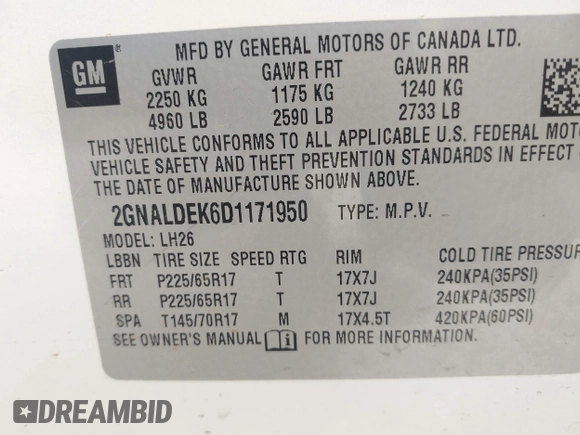 GM
MFD BY GENERAL MOTORS OF CANADA LTD.
GVWR GAWR FRT GAWR RR
2250 KG 1175 KG 1240 KG
4960 LB 2590 LB 2733 LB
THIS VEHICLE CONFORMS TO ALL APPLICABLE U.S. FEDERAL MOTO
VEHICLE SAFETY AND THEFT PREVENTION STANDARDS IN EFFECT
THE DATE OF MANUFACTURE SHOWN ABOVE.
2GNALDEK6D1171950 TYPE: M.P.V.
MODEL: LH26
LBBN TIRE SIZE SPEED RTG RIM COLD TIRE PRESSUR
FRT P225/65R17 T 17X7J 240KPA(35PSI)
RR P225/65R17 T 17X7J 240KPA(35PSI)
SPA T145/70R17 M 17X4.5T 420KPA(60PSI)
SEE OWNER'S MANUAL i FOR MORE INFORMATION.
DREAMBID